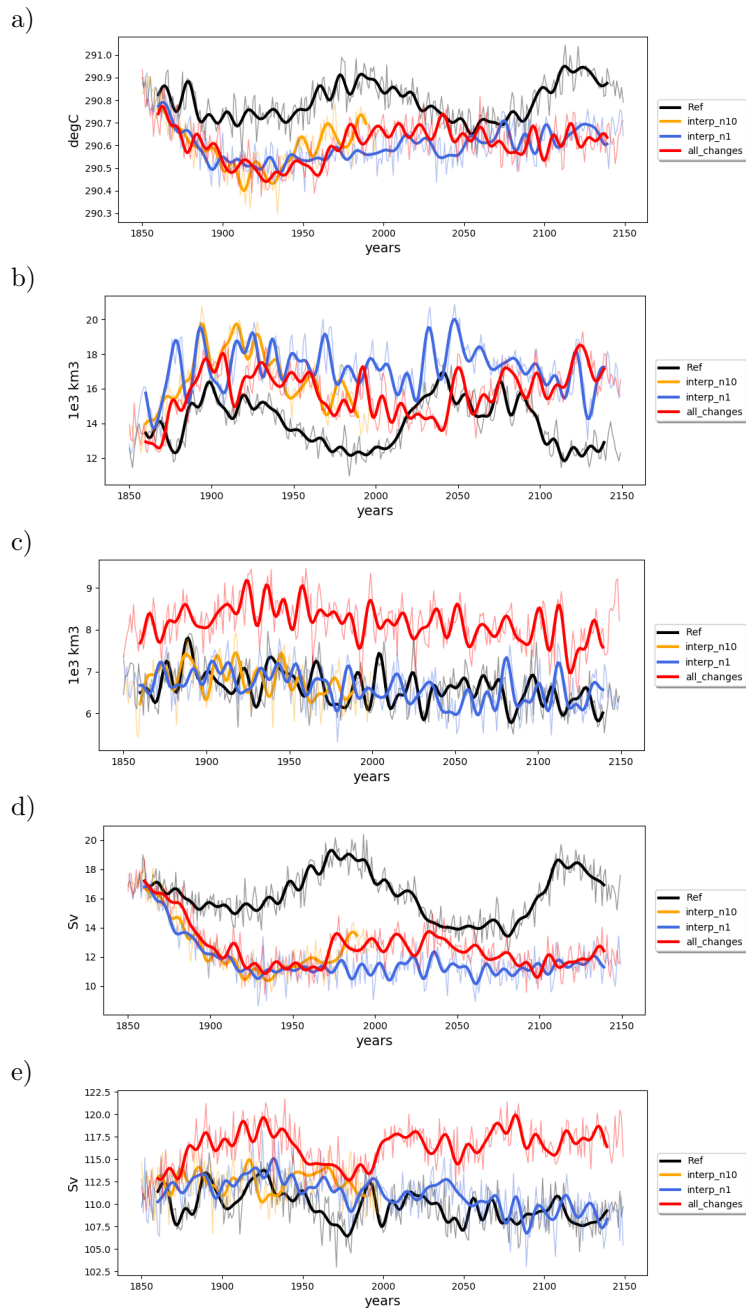 a)
291.0
290.9
290.8
290.7
290.6
290.5
290.4
290.3
degC
1850 1900 1950 2000 2050 2100 2150
years
Ref
interp_n10
interp_n1
all_changes
b)
20
18
16
14
12
1e3 km3
1850 1900 1950 2000 2050 2100 2150
years
Ref
interp_n10
interp_n1
all_changes
c)
9
8
7
6
1e3 km3
1850 1900 1950 2000 2050 2100 2150
years
Ref
interp_n10
interp_n1
all_changes
d)
20
18
16
14
12
10
Sv
1850 1900 1950 2000 2050 2100 2150
years
Ref
interp_n10
interp_n1
all_changes
e)
122.5
120.0
117.5
115.0
112.5
110.0
107.5
105.0
102.5
Sv
1850 1900 1950 2000 2050 2100 2150
years
Ref
interp_n10
interp_n1
all_changes